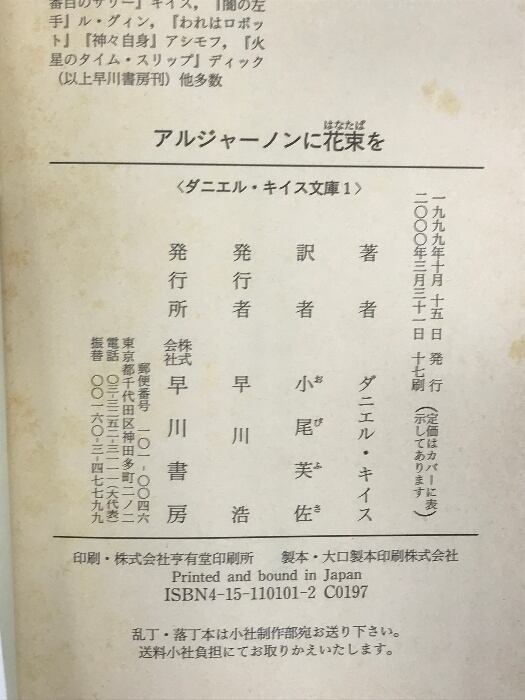 番目のサリー』キイス，『闇の左
手』ル・グィン，『われはロボッ
ト』『神々自身』アシモフ，『火
星のタイム・スリップ』ディック
（以上早川書房刊）他多数
はなたば
アルジャーノンに花束を
〈ダニエル・キイス文庫1〉
一九九九年十月十五日　発行
二〇〇〇年三月三十一日　十七刷
（定価はカバーに表
示してあります）
著者　ダニエル・キイス
訳者　小尾芙佐
お び ふ さ
発行者　早川浩
発行所　株式会社　早川書房
郵便番号　一〇一-〇〇四六
東京都千代田区神田多町二ノ二
電話　〇三-三二五二-三一一一（大代表）
振替　〇〇一六〇-三-四七七九九
印刷・株式会社亨有堂印刷所　製本・大口製本印刷株式会社
Printed and bound in Japan
ISBN4-15-110101-2 C0197
乱丁・落丁本は小社制作部宛お送り下さい。
送料小社負担にてお取りかえいたします。